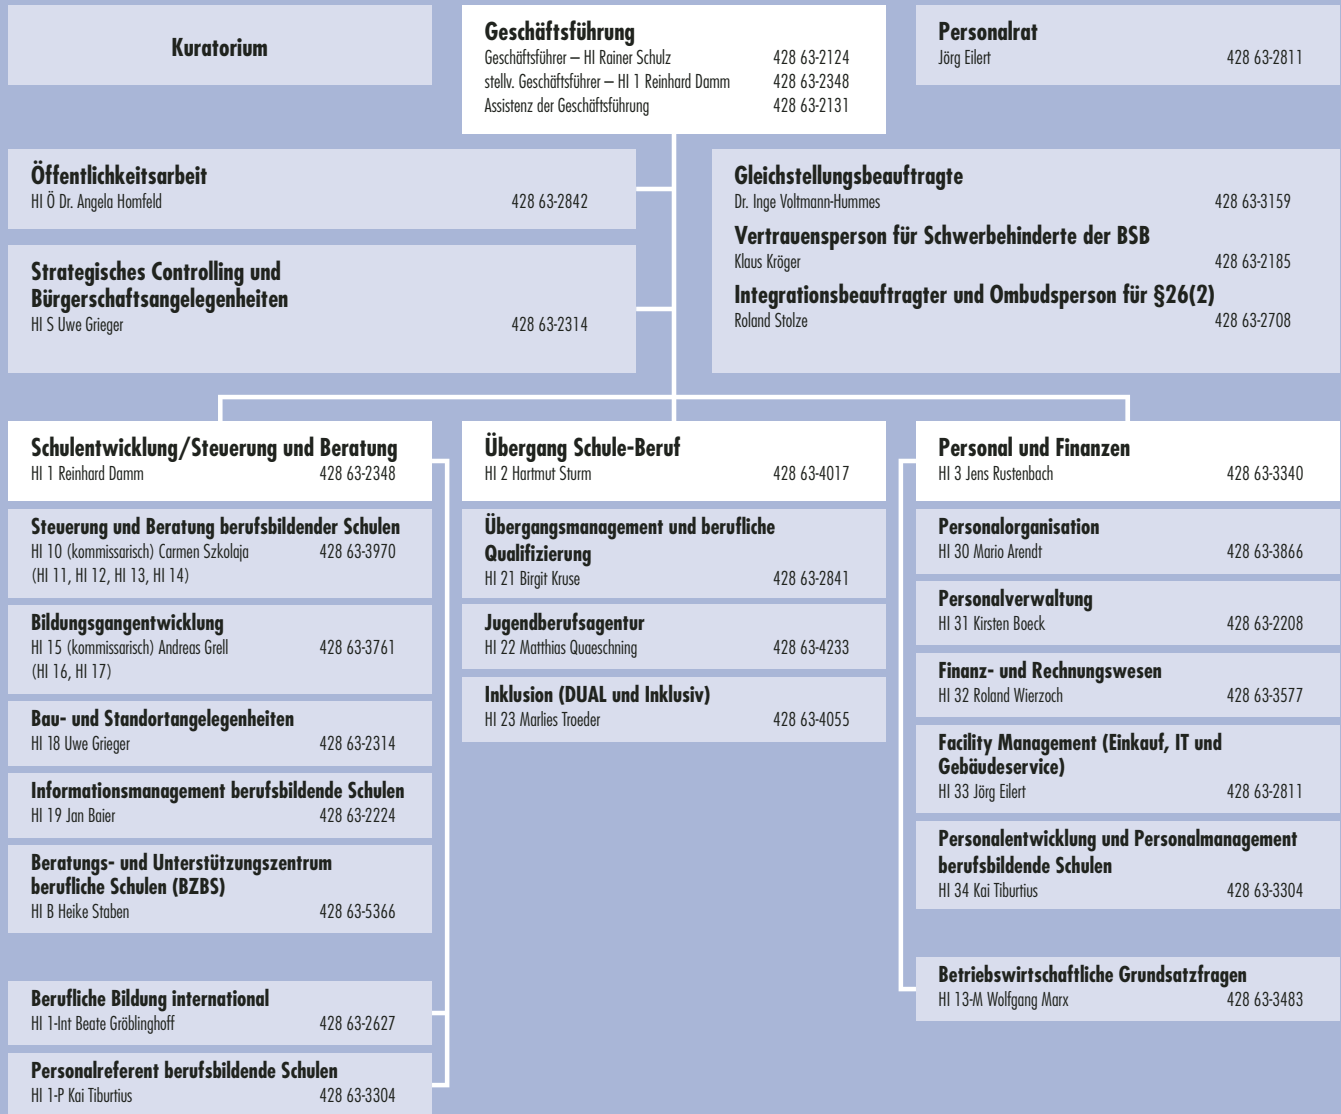 Kuratorium
Geschäftsführung
Geschäftsführer – HI Rainer Schulz 428 63-2124
stellv. Geschäftsführer – HI 1 Reinhard Damm 428 63-2348
Assistenz der Geschäftsführung 428 63-2131
Personalrat
Jörg Eilert 428 63-2811
Öffentlichkeitsarbeit
HI Ö Dr. Angela Homfeld 428 63-2842
Strategisches Controlling und
Bürgerschaftsangelegenheiten
HI S Uwe Grieger 428 63-2314
Gleichstellungsbeauftragte
Dr. Inge Voltmann-Hummes 428 63-3159
Vertrauensperson für Schwerbehinderte der BSB
Klaus Kröger 428 63-2185
Integrationsbeauftragter und Ombudsperson für §26(2)
Roland Stolze 428 63-2708
Schulentwicklung/Steuerung und Beratung
HI 1 Reinhard Damm 428 63-2348
Steuerung und Beratung berufsbildender Schulen
HI 10 (kommissarisch) Carmen Szkolaja 428 63-3970
(HI 11, HI 12, HI 13, HI 14)
Bildungsgangentwicklung
HI 15 (kommissarisch) Andreas Grell 428 63-3761
(HI 16, HI 17)
Bau- und Standortangelegenheiten
HI 18 Uwe Grieger 428 63-2314
Informationsmanagement berufsbildende Schulen
HI 19 Jan Baier 428 63-2224
Beratungs- und Unterstützungszentrum
berufliche Schulen (BZBS)
HI B Heike Staben 428 63-5366
Berufliche Bildung international
HI 1-Int Beate Gröblinghoff 428 63-2627
Personalreferent berufsbildende Schulen
HI 1-P Kai Tiburtius 428 63-3304
Übergang Schule-Beruf
HI 2 Hartmut Sturm 428 63-4017
Übergangsmanagement und berufliche
Qualifizierung
HI 21 Birgit Kruse 428 63-2841
Jugendberufsagentur
HI 22 Matthias Quaeschning 428 63-4233
Inklusion (DUAL und Inklusiv)
HI 23 Marlies Troeder 428 63-4055
Personal und Finanzen
HI 3 Jens Rustenbach 428 63-3340
Personalorganisation
HI 30 Mario Arendt 428 63-3866
Personalverwaltung
HI 31 Kirsten Boeck 428 63-2208
Finanz- und Rechnungswesen
HI 32 Roland Wierzoch 428 63-3577
Facility Management (Einkauf, IT und
Gebäudeservice)
HI 33 Jörg Eilert 428 63-2811
Personalentwicklung und Personalmanagement
berufsbildende Schulen
HI 34 Kai Tiburtius 428 63-3304
Betriebswirtschaftliche Grundsatzfragen
HI 13-M Wolfgang Marx 428 63-3483